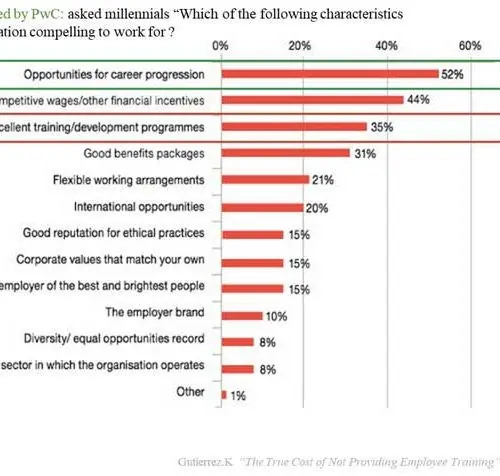 ed by PwC: asked millennials “Which of the following characteristics
ation compelling to work for ?
0% 20% 40% 60%
Opportunities for career progression 52%
mpetitive wages/other financial incentives 44%
cellent training/development programmes 35%
Good benefits packages 31%
Flexible working arrangements 21%
International opportunities 20%
Good reputation for ethical practices 15%
Corporate values that match your own 15%
employer of the best and brightest people 15%
The employer brand 10%
Diversity/ equal opportunities record 8%
sector in which the organisation operates 8%
Other 1%
Gutierrez.K. “The True Cost of Not Providing Employee Training”